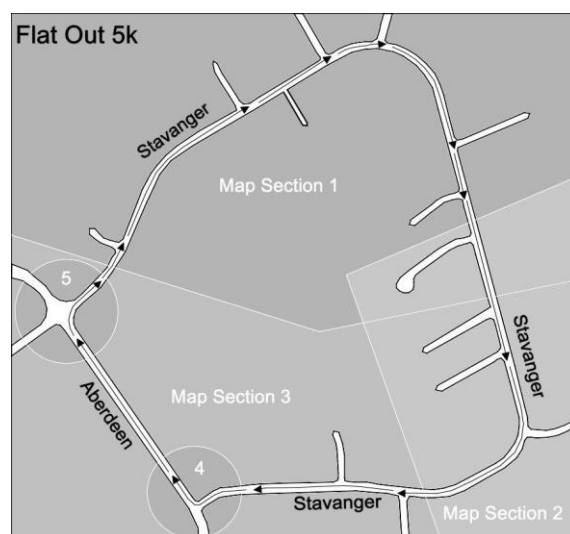 Flat Out 5k
Stavanger
Map Section 1
5
Stavanger
Aberdeen
Map Section 3
4
Stavanger
Map Section 2